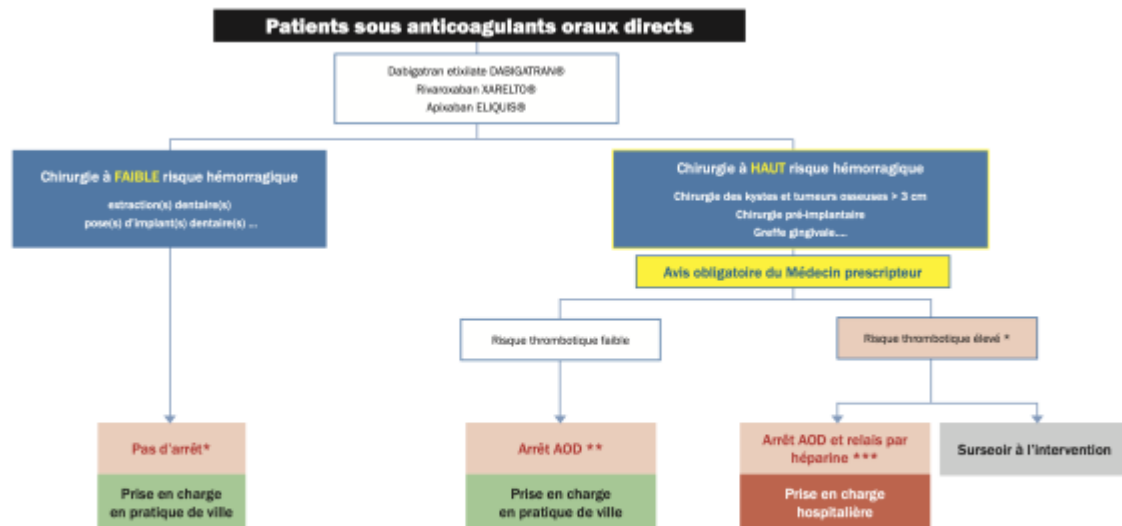 Patients sous anticoagulants oraux directs
Dabigatran etixilate DABIGATRAN®
Rivaroxaban XARELTO®
Apixaban ELIQUIS®
Chirurgie à FAIBLE risque hémorragique
extraction(s) dentaire(s)
pose(s) d'implant(s) dentaire(s) ...
Chirurgie à HAUT risque hémorragique
Chirurgie des kystes et tumeurs osseuses > 3 cm
Chirurgie pré-implantaire
Greffe gingivale....
Avis obligatoire du Médecin prescripteur
Risque thrombotique faible
Risque thrombotique élevé *
Pas d'arrêt*
Prise en charge
en pratique de ville
Arrêt AOD **
Prise en charge
en pratique de ville
Arrêt AOD et relais par
héparine ***
Prise en charge
hospitalière
Surseoir à l'intervention